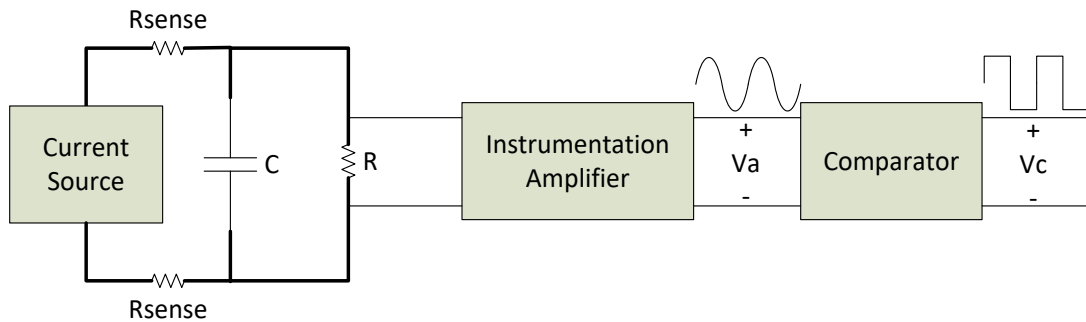 Rsense
Current
Source
C
R
Instrumentation
Amplifier
+
Va
-
Comparator
+
Vc
-
Rsense